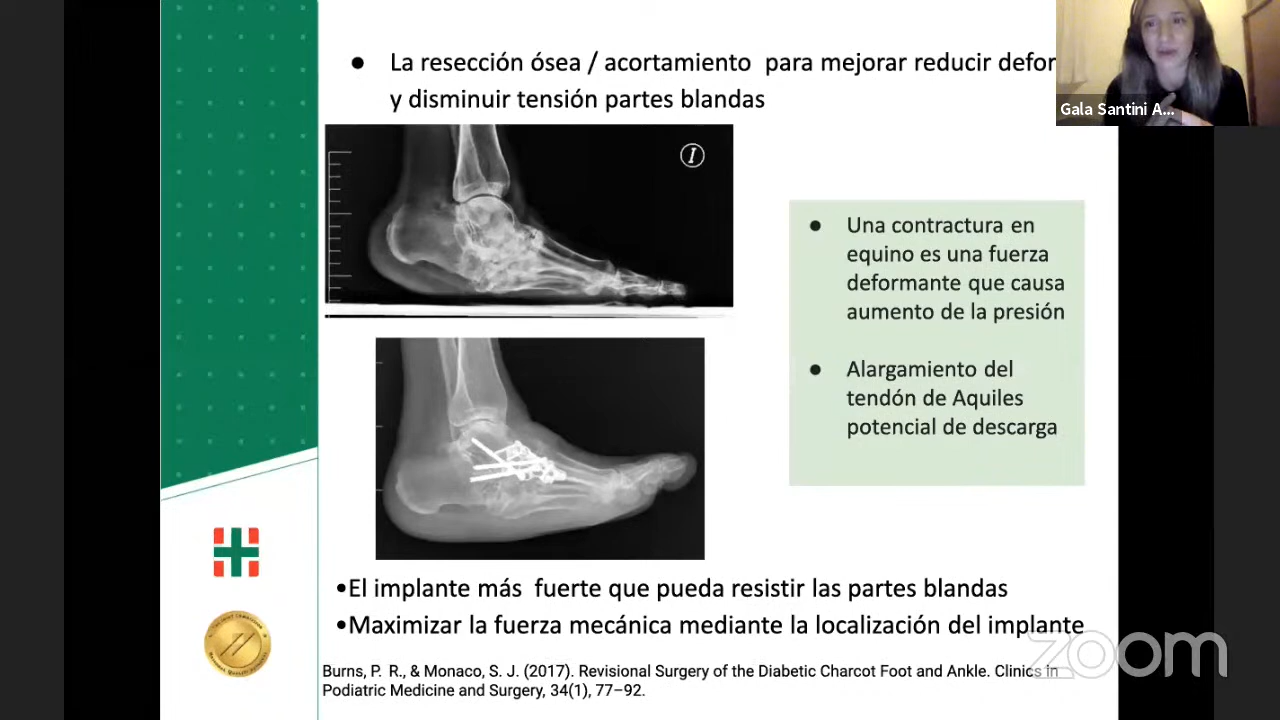 ● La resección ósea / acortamiento para mejorar reducir defor
y disminuir tensión partes blandas
Gala Santini A...
I
● Una contractura en
equino es una fuerza
deformante que causa
aumento de la presión
● Alargamiento del
tendón de Aquiles
potencial de descarga
•El implante más fuerte que pueda resistir las partes blandas
•Maximizar la fuerza mecánica mediante la localización del implante
zoom
Burns, P. R., & Monaco, S. J. (2017). Revisional Surgery of the Diabetic Charcot Foot and Ankle. Clinics in
Podiatric Medicine and Surgery, 34(1), 77–92.